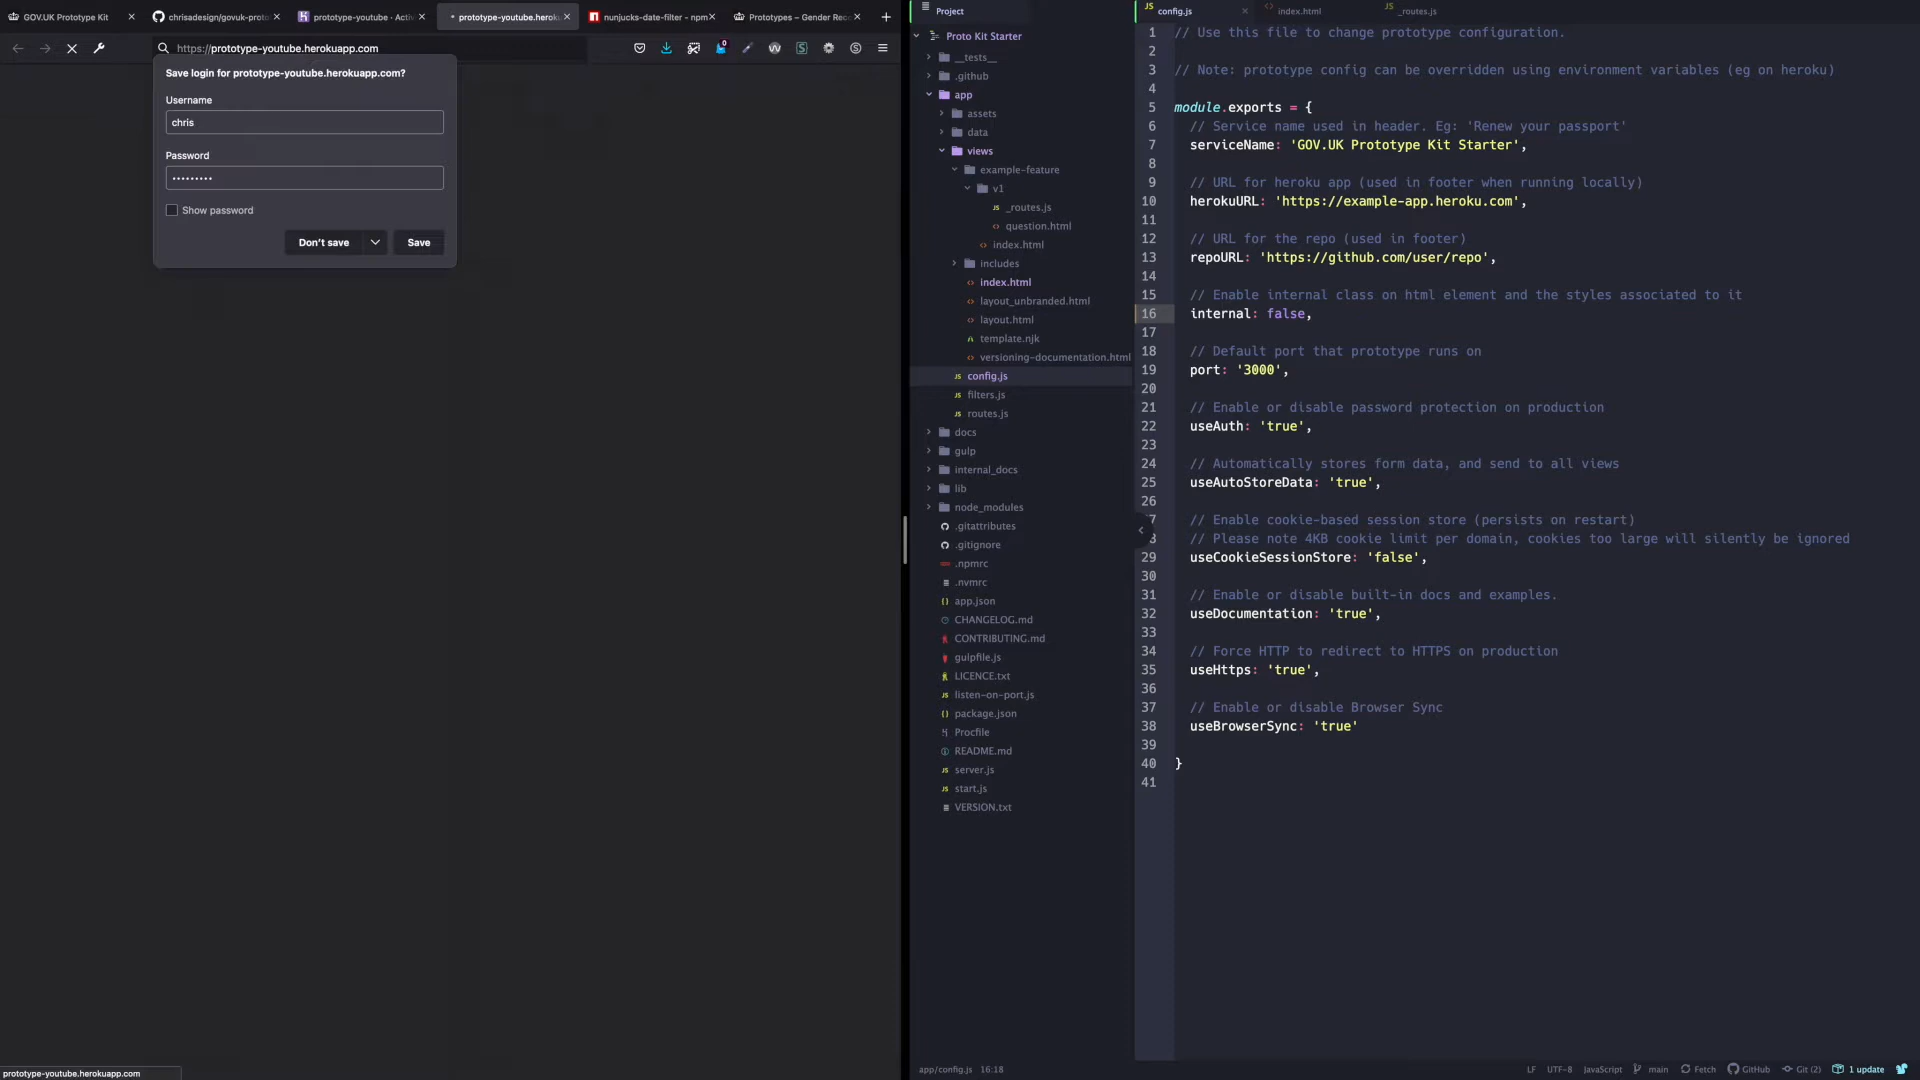 GOV.UK Prototype Kit
chrisadesign/govuk-proto
prototype-youtube · Activ
prototype-youtube.heroku
nunjucks-date-filter - npm
Prototypes – Gender Reco
https://prototype-youtube.herokuapp.com
0
Save login for prototype-youtube.herokuapp.com?
Username
chris
Password
•••••••••
Show password
Don't save
Save
prototype-youtube.herokuapp.com
Project
Proto Kit Starter
__tests__
.github
app
assets
data
views
example-feature
v1
_routes.js
question.html
index.html
includes
index.html
layout_unbranded.html
layout.html
template.njk
versioning-documentation.html
config.js
filters.js
routes.js
docs
gulp
internal_docs
lib
node_modules
.gitattributes
.gitignore
.npmrc
.nvmrc
app.json
CHANGELOG.md
CONTRIBUTING.md
gulpfile.js
LICENCE.txt
listen-on-port.js
package.json
Procfile
README.md
server.js
start.js
VERSION.txt
config.js
index.html
_routes.js
1 // Use this file to change prototype configuration.
2
3 // Note: prototype config can be overridden using environment variables (eg on heroku)
4
5 module.exports = {
6 // Service name used in header. Eg: 'Renew your passport'
7 serviceName: 'GOV.UK Prototype Kit Starter',
8
9 // URL for heroku app (used in footer when running locally)
10 herokuURL: 'https://example-app.heroku.com',
11
12 // URL for the repo (used in footer)
13 repoURL: 'https://github.com/user/repo',
14
15 // Enable internal class on html element and the styles associated to it
16 internal: false,
17
18 // Default port that prototype runs on
19 port: '3000',
20
21 // Enable or disable password protection on production
22 useAuth: 'true',
23
24 // Automatically stores form data, and send to all views
25 useAutoStoreData: 'true',
26
7 // Enable cookie-based session store (persists on restart)
8 // Please note 4KB cookie limit per domain, cookies too large will silently be ignored
29 useCookieSessionStore: 'false',
30
31 // Enable or disable built-in docs and examples.
32 useDocumentation: 'true',
33
34 // Force HTTP to redirect to HTTPS on production
35 useHttps: 'true',
36
37 // Enable or disable Browser Sync
38 useBrowserSync: 'true'
39
40 }
41
app/config.js 16:18
LF UTF-8 JavaScript main Fetch GitHub Git (2) 1 update